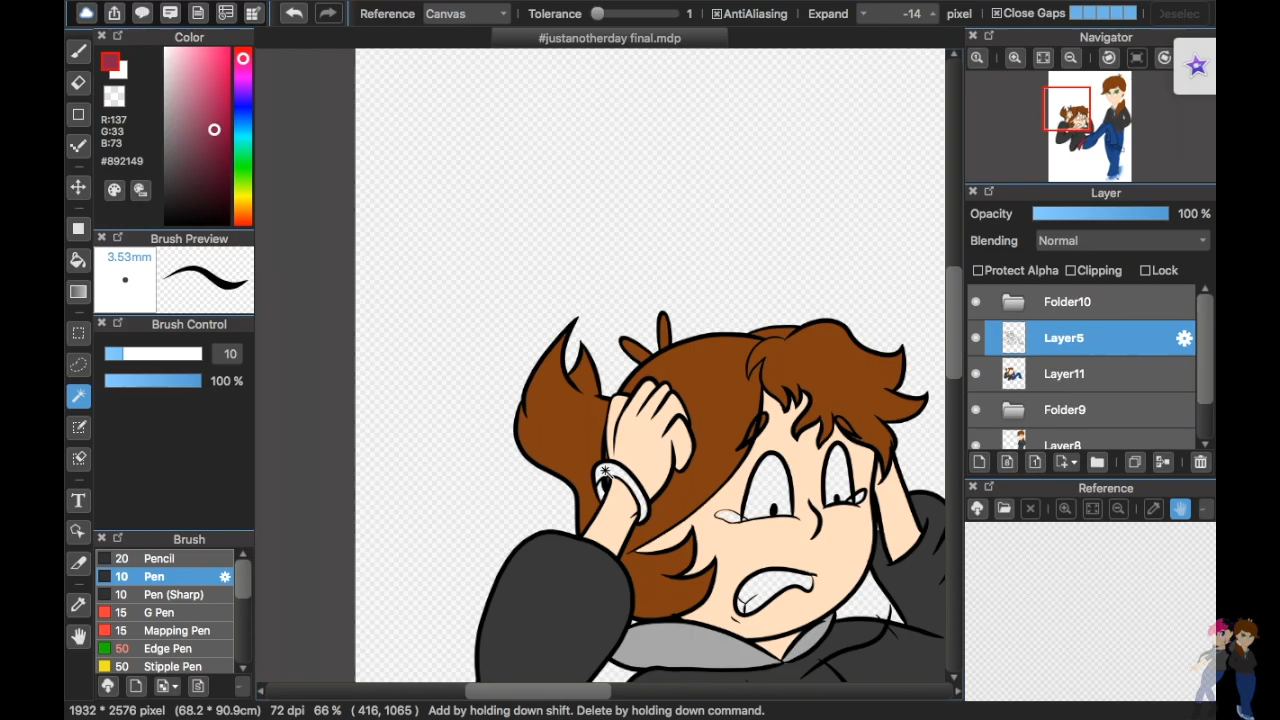 Reference Canvas Tolerance 1 AntiAliasing Expand -14 pixel Close Gaps Deselec
Color
#justanotherday final.mdp
Navigator
R:137
G:33
B:73
#892149
Layer
Opacity 100 %
Brush Preview
Blending Normal
3.53mm
Protect Alpha Clipping Lock
Folder10
Brush Control
Layer5
10
Layer11
100 %
Folder9
Layer8
Reference
Brush
20 Pencil
10 Pen
10 Pen (Sharp)
15 G Pen
15 Mapping Pen
50 Edge Pen
50 Stipple Pen
1932 * 2576 pixel (68.2 * 90.9cm) 72 dpi 66 % ( 416, 1065) Add by holding down shift. Delete by holding down command.